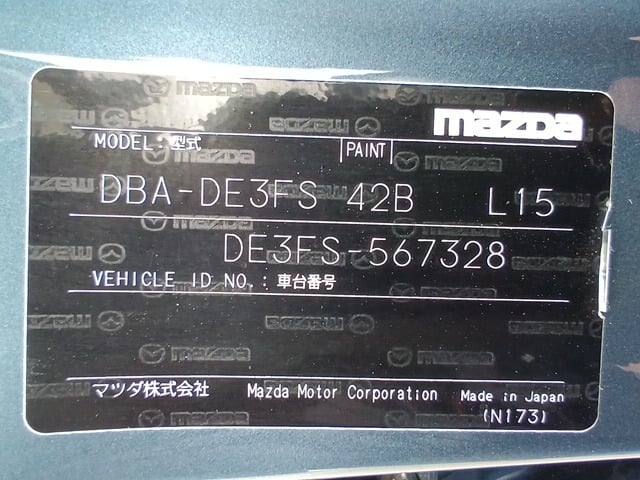 mazda
MODEL:型式 PAINT
DBA-DE3FS 42B L15
DE3FS-567328
VEHICLE ID NO.:車台番号
マツダ株式会社 Mazda Motor Corporation Made in Japan
(N173)